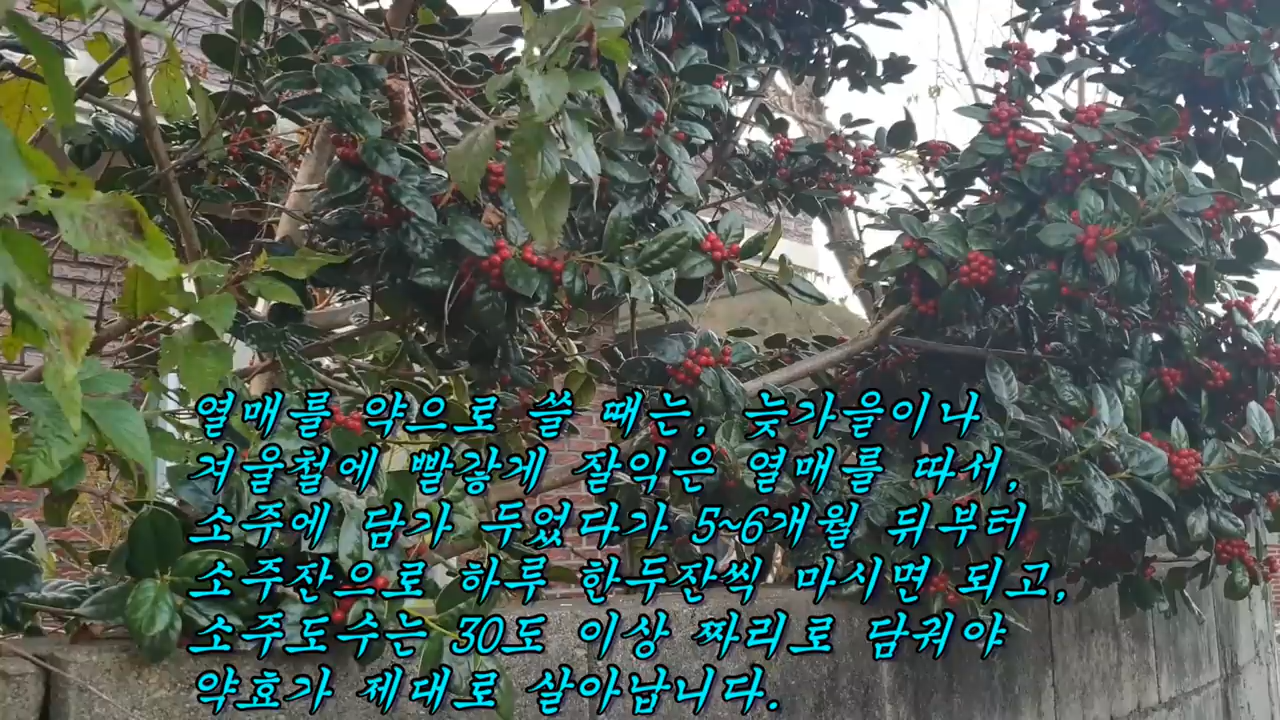 열매를 약으로 쓸 때는, 늦가을이나
겨울철에 빨갛게 잘익은 열매를 따서,
소주에 담가 두었다가 5~6개월 뒤부터
소주잔으로 하루 한두잔씩 마시면 되고,
소주도수는 30도 이상 짜리로 담궈야
약효가 제대로 살아납니다.